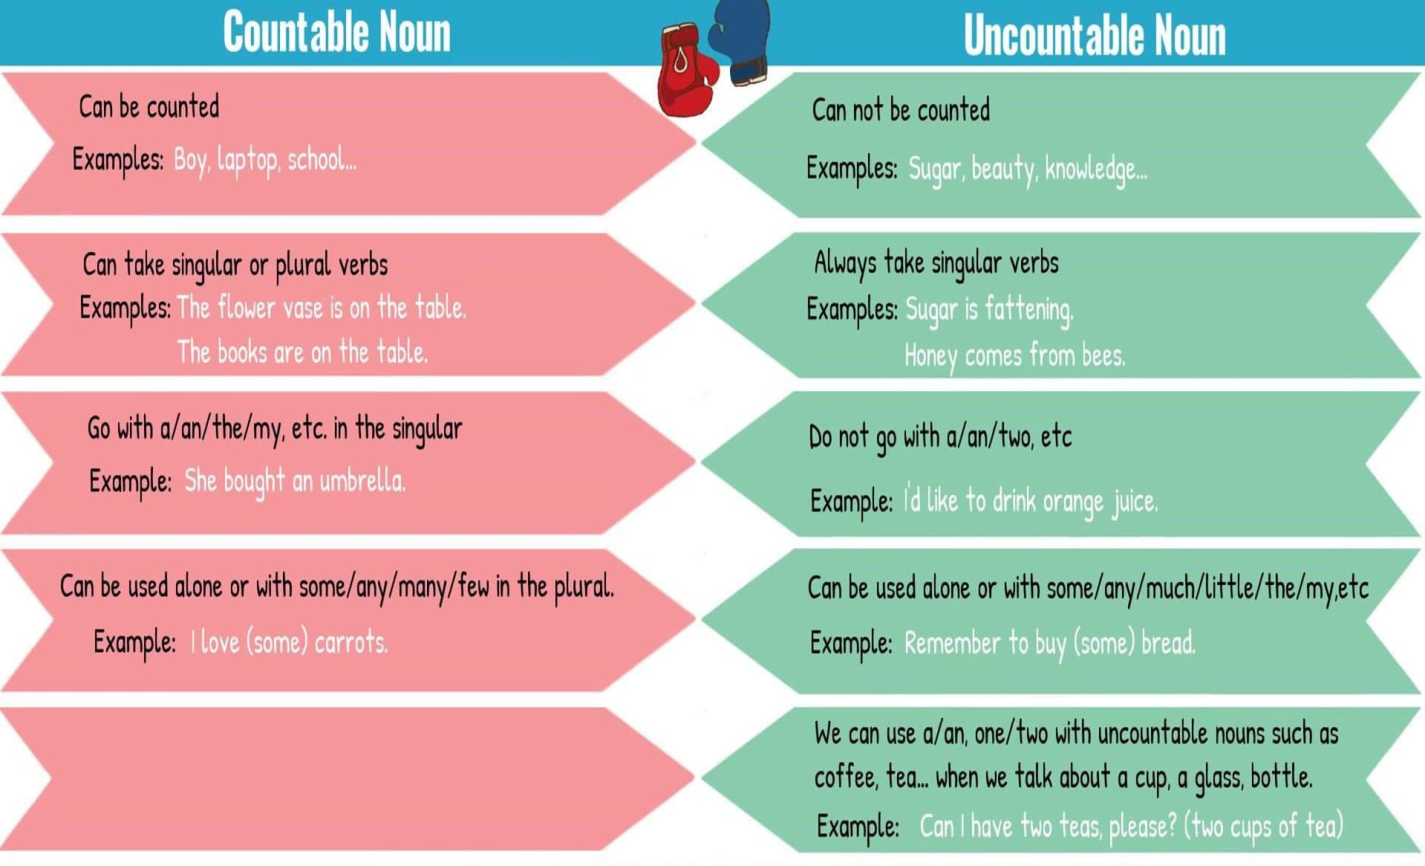 Countable Noun
Uncountable Noun
Can be counted
Examples: Boy, laptop, school...
Can not be counted
Examples: Sugar, beauty, knowledge...
Can take singular or plural verbs
Examples: The flower vase is on the table.
The books are on the table.
Always take singular verbs
Examples: Sugar is fattening.
Honey comes from bees.
Go with a/an/the/my, etc. in the singular
Example: She bought an umbrella.
Do not go with a/an/two, etc
Example: I'd like to drink orange juice.
Can be used alone or with some/any/many/few in the plural.
Example: I love (some) carrots.
Can be used alone or with some/any/much/little/the/my,etc
Example: Remember to buy (some) bread.
We can use a/an, one/two with uncountable nouns such as
coffee, tea... when we talk about a cup, a glass, bottle.
Example: Can I have two teas, please? (two cups of tea)